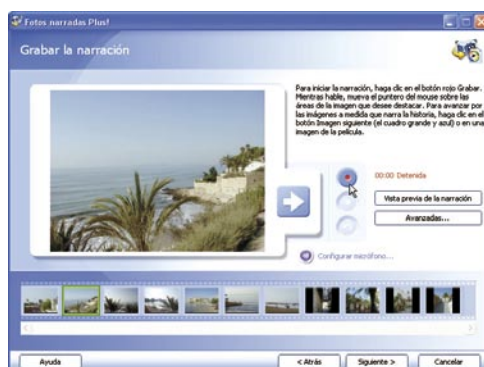 Fotos narradas Plus!
Grabar la narración
Para iniciar la narración, haga clic en el botón rojo Grabar.
Mientras hable, mueva el puntero del mouse sobre las
áreas de la imagen que desee destacar. Para avanzar por
las imágenes a medida que narra la historia, haga clic en el
botón Imagen siguiente (el cuadro grande y azul) o en una
imagen de la película.
00:00 Detenida
Vista previa de la narración
Avanzadas...
Configurar micrófono...
Ayuda
< Atrás
Siguiente >
Cancelar